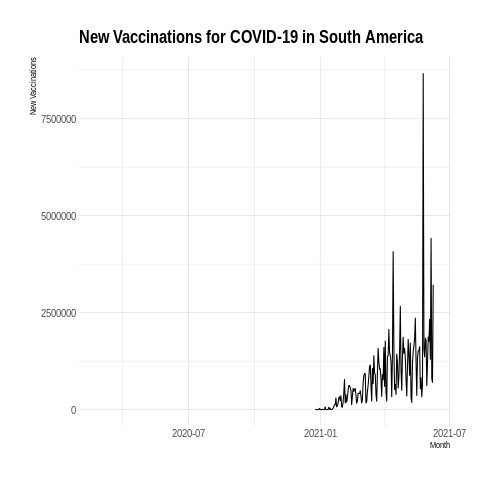 New Vaccinations for COVID-19 in South America
New Vaccinations
7500000
5000000
2500000
0
2020-07
2021-01
2021-07
Month